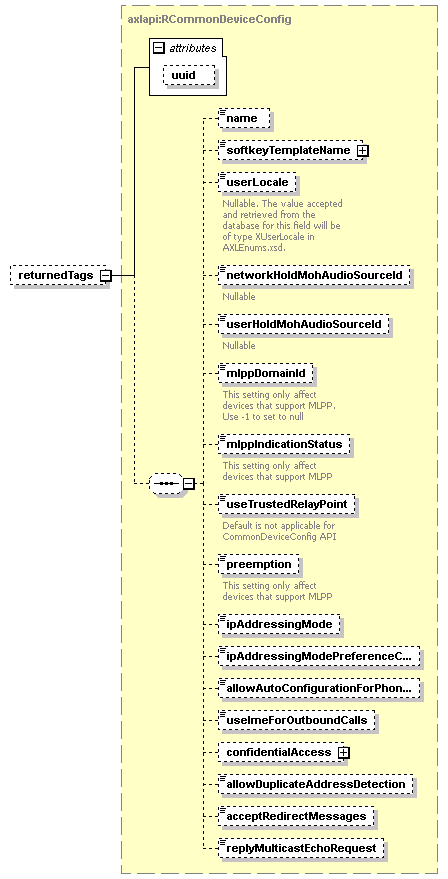 axlapi:RCommonDeviceConfig
attributes
uuid
name
softkeyTemplateName
userLocale
Nullable. The value accepted
and retrieved from the
database for this field will be
of type XUserLocale in
AXLEnums.xsd.
returnedTags
networkHoldMohAudioSourceId
Nullable
userHoldMohAudioSourceId
Nullable
mlppDomainId
This setting only affect
devices that support MLPP.
Use -1 to set to null
mlppIndicationStatus
This setting only affect
devices that support MLPP
useTrustedRelayPoint
Default is not applicable for
CommonDeviceConfig API
preemption
This setting only affect
devices that support MLPP
ipAddressingMode
ipAddressingModePreferenceC...
allowAutoConfigurationForPhon...
useImeForOutboundCalls
confidentialAccess
allowDuplicateAddressDetection
acceptRedirectMessages
replyMulticastEchoRequest